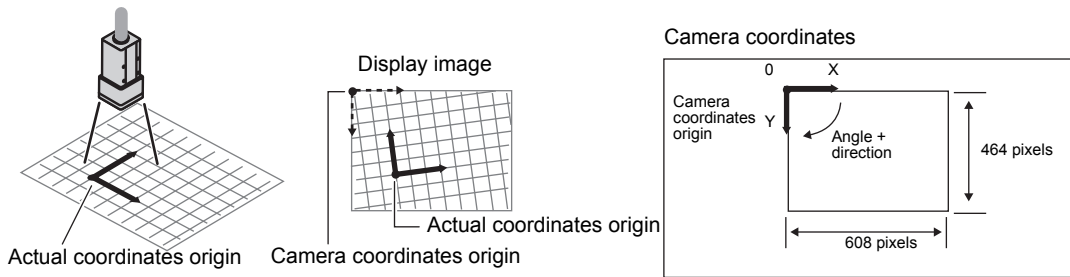 Actual coordinates origin
Display image
Actual coordinates origin
Camera coordinates origin
Camera coordinates
0 X
Camera
coordinates
origin
Y
Angle +
direction
464 pixels
608 pixels